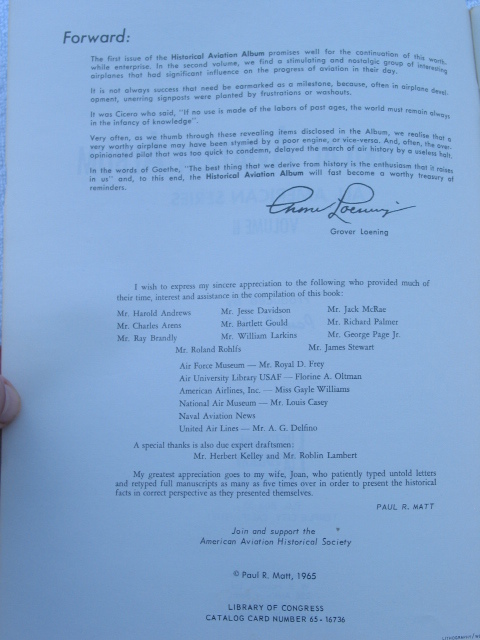 Forward:
The first issue of the Historical Aviation Album promises well for the continuation of this worth-
while enterprise. In the second volume, we find a stimulating and nostalgic group of interesting
airplanes that had significant influence on the progress of aviation in their day.
It is not always success that need be earmarked as a milestone, because, often in airplane devel-
opment, unerring signposts were planted by frustrations or washouts.
It was Cicero who said, "If no use is made of the labors of past ages, the world must remain always
in the infancy of knowledge".
Very often, as we thumb through these revealing items disclosed in the Album, we realise that a
very worthy airplane may have been stymied by a poor engine, or vice-versa. And, often, the over-
opinionated pilot that was too quick to condemn, delayed the march of air history by a useless halt.
In the words of Goethe, "The best thing that we derive from history is the enthusiasm that it raises
in us" and, to this end, the Historical Aviation Album will fast become a worthy treasury of
reminders.
Grover Loening
Grover Loening
I wish to express my sincere appreciation to the following who provided much of
their time, interest and assistance in the compilation of this book:
Mr. Harold Andrews Mr. Jesse Davidson Mr. Jack McRae
Mr. Charles Arens Mr. Bartlett Gould Mr. Richard Palmer
Mr. Ray Brandly Mr. William Larkins Mr. George Page Jr.
Mr. Roland Rohlfs Mr. James Stewart
Air Force Museum — Mr. Royal D. Frey
Air University Library USAF — Florine A. Oltman
American Airlines, Inc. — Miss Gayle Williams
National Air Museum — Mr. Louis Casey
Naval Aviation News
United Air Lines — Mr. A. G. Delfino
A special thanks is also due expert draftsmen:
Mr. Herbert Kelley and Mr. Roblin Lambert
My greatest appreciation goes to my wife, Joan, who patiently typed untold letters
and retyped full manuscripts as many as five times over in order to present the historical
facts in correct perspective as they presented themselves.
PAUL R. MATT
Join and support the
American Aviation Historical Society
© Paul R. Matt, 1965
LIBRARY OF CONGRESS
CATALOG CARD NUMBER 65 - 16736